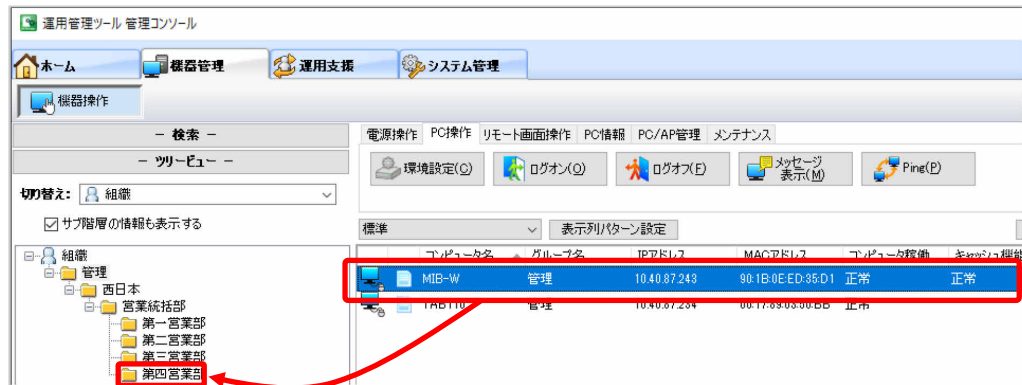 運用管理ツール 管理コンソール
ホーム 機器管理 運用支援 システム管理
機器操作
− 検索 −
− ツリービュー −
切り替え: 組織
サブ階層の情報も表示する
組織
管理
西日本
営業統括部
第一営業部
第二営業部
第三営業部
第四営業部
電源操作 PC操作 リモート画面操作 PC情報 PC/AP管理 メンテナンス
環境設定(C) ログオン(O) ログオフ(F) メッセージ表示(M) Ping(P)
標準 表示列パターン設定
コンピュータ名 グループ名 IPアドレス MACアドレス コンピュータ稼働 キャッシュ機能
MIB-W 管理 10.40.87.243 90:1B:0E:ED:35:D1 正常 正常
管理 10.40.87.234 正常